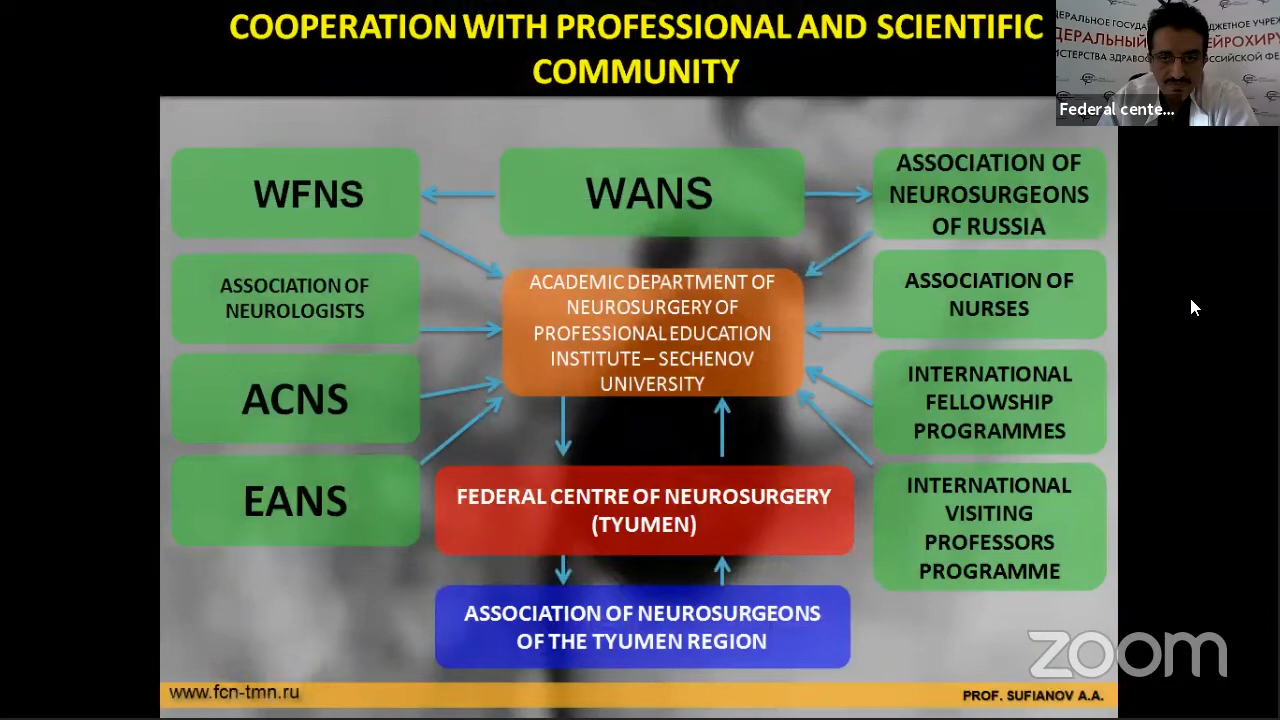 COOPERATION WITH PROFESSIONAL AND SCIENTIFIC
COMMUNITY
Federal cente...
WFNS
WANS
ASSOCIATION OF
NEUROSURGEONS
OF RUSSIA
ASSOCIATION OF
NEUROLOGISTS
ACADEMIC DEPARTMENT OF
NEUROSURGERY OF
PROFESSIONAL EDUCATION
INSTITUTE – SECHENOV
UNIVERSITY
ASSOCIATION OF
NURSES
ACNS
INTERNATIONAL
FELLOWSHIP
PROGRAMMES
EANS
FEDERAL CENTRE OF NEUROSURGERY
(TYUMEN)
INTERNATIONAL
VISITING
PROFESSORS
PROGRAMME
ASSOCIATION OF NEUROSURGEONS
OF THE TYUMEN REGION
zoom
www.fcn-tmn.ru
PROF. SUFIANOV A.A.